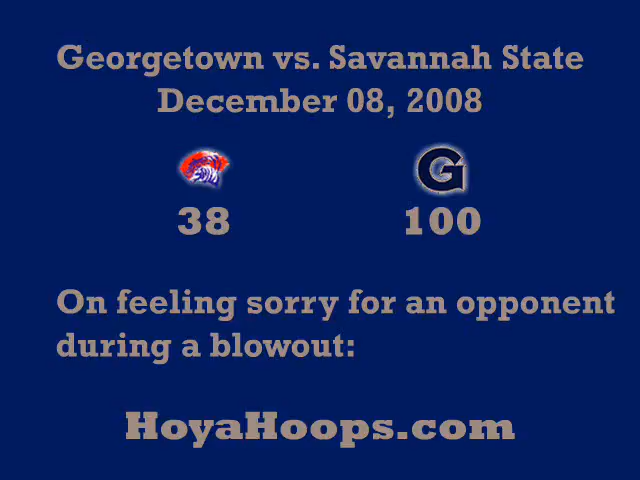 Georgetown vs. Savannah State
December 08, 2008
G
38 100
On feeling sorry for an opponent
during a blowout:
HoyaHoops.com